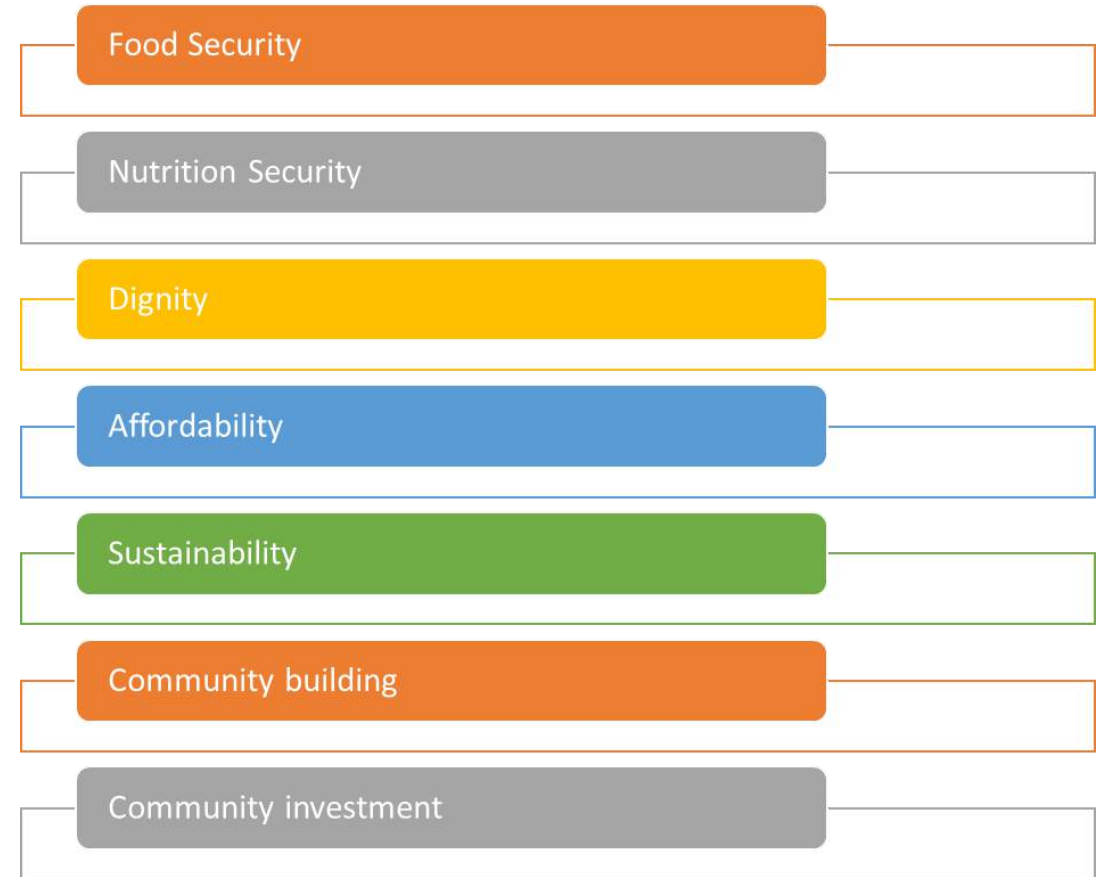 Food Security
Nutrition Security
Dignity
Affordability
Sustainability
Community building
Community investment